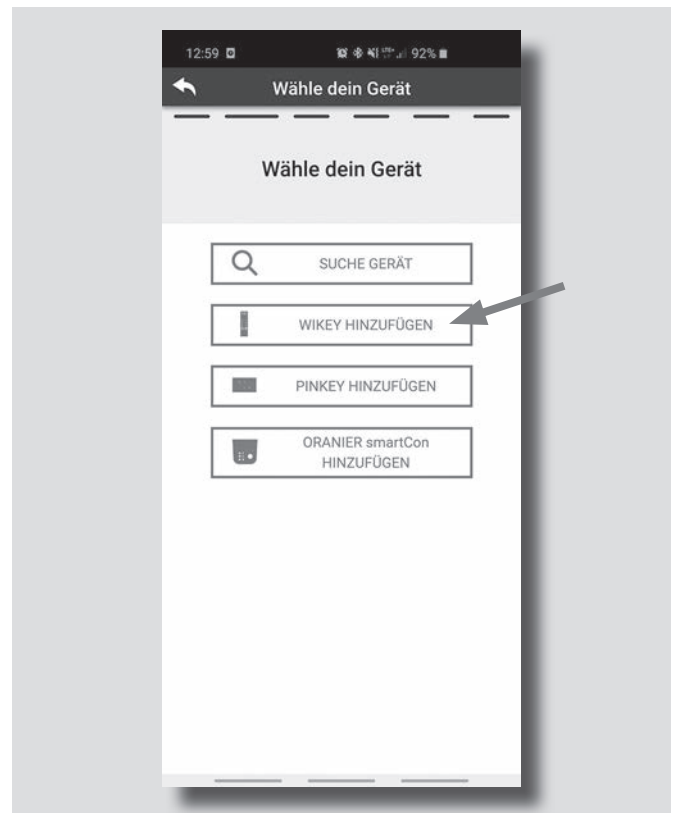 12:59 92%
Wähle dein Gerät
Wähle dein Gerät
SUCHE GERÄT
WIKEY HINZUFÜGEN
PINKEY HINZUFÜGEN
ORANIER smartCon
HINZUFÜGEN